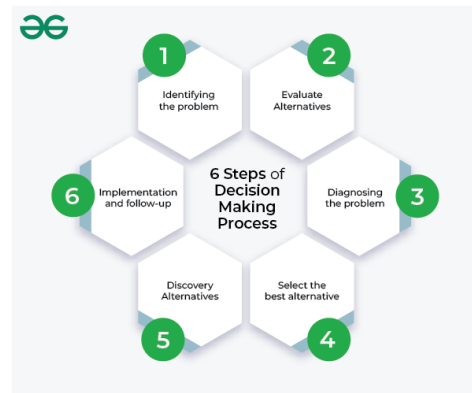 1
Identifying
the problem
2
Evaluate
Alternatives
3
Diagnosing
the problem
4
Select the
best alternative
5
Discovery
Alternatives
6
Implementation
and follow-up
6 Steps of
Decision
Making
Process